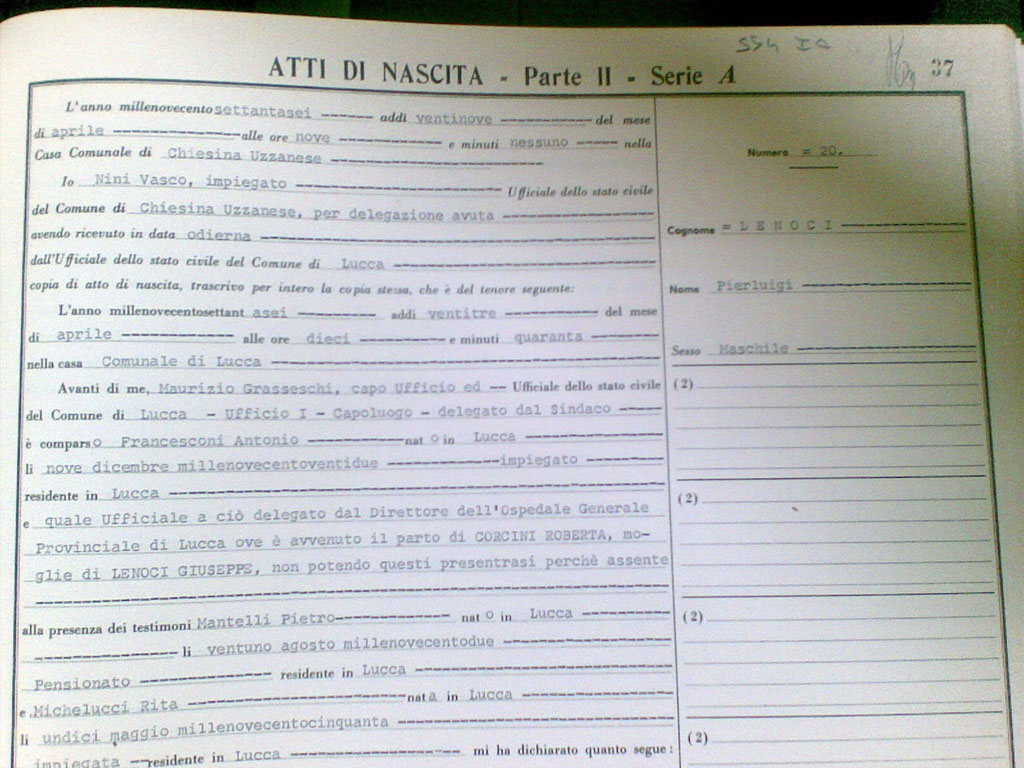 ATTI DI NASCITA - Parte II - Serie A
37
L'anno millenovecento settantasei ------ addì ventinove ---------- del mese
di aprile --------------- alle ore nove --------------- e minuti nessuno ----- nella
Casa Comunale di Chiesina Uzzanese -------------------------
Io Nini Vasco, impiegato ------------------------- Ufficiale dello stato civile
del Comune di Chiesina Uzzanese, per delegazione avuta ------------------
avendo ricevuto in data odierna ------------------------------------------
dall'Ufficiale dello stato civile del Comune di Lucca -----------------------------
copia di atto di nascita, trascrivo per intero la copia stessa, che è del tenore seguente:
L'anno millenovecentosettant asei --------- addì ventitre ----------- del mese
di aprile ------------- alle ore dieci ---------- e minuti quaranta --------
nella casa Comunale di Lucca -------------------------------------------
Avanti di me, Maurizio Grasseschi, capo Ufficio ed -- Ufficiale dello stato civile
del Comune di Lucca - Ufficio I - Capoluogo - delegato dal Sindaco -----
è comparso Francesconi Antonio ----------- nat o in Lucca -----------------
li nove dicembre millenovecentoventidue -------------impiegato ---------
residente in Lucca ------------------------------------------------------
e quale Ufficiale a ciò delegato dal Direttore dell'Ospedale Generale
Provinciale di Lucca ove è avvenuto il parto di CORCINI ROBERTA, mo-
glie di LENOCI GIUSEPPE, non potendo questi presentrasi perchè assente
------------------------------------------------------------------------
alla presenza dei testimoni Mantelli Pietro------------- nat o in Lucca ----------
---------------- li ventuno agosto millenovecentodue -------------------
Pensionato --------------- residente in Lucca -----------------------------
e Michelucci Rita ------------------------- nata in Lucca -----------------
li undici maggio millenovecentocinquanta ------------------------------
impiegata --residente in Lucca ------------------- mi ha dichiarato quanto segue:
Numero = 20.
Cognome = L E N O C I ---------------
Nome Pierluigi ------------------
Sesso Maschile ------------------
(2)
(2)
(2)
(2)